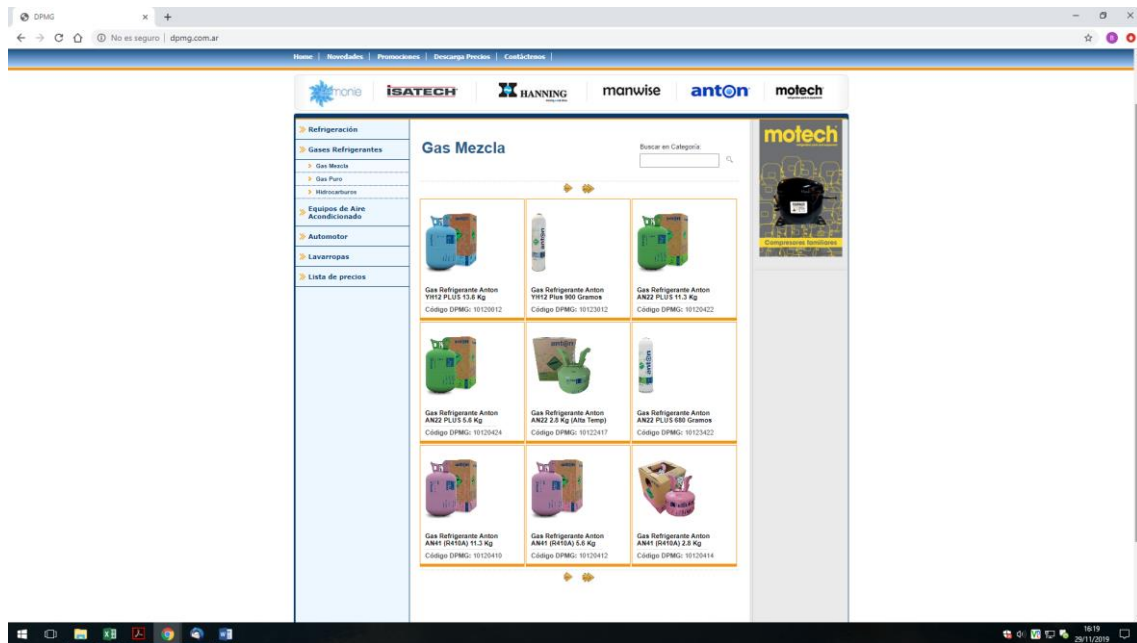 DPMG
No es seguro | dpmg.com.ar
Home | Novedades | Promociones | Descarga Precios | Contáctenos |
isatech
HANNING
manwise
anton
motech
Refrigeración
Gases Refrigerantes
Gas Mezcla
Gas Puro
Hidrocarburos
Equipos de Aire
Acondicionado
Automotor
Lavarropas
Lista de precios
Gas Mezcla
Buscar en Categoría:
Gas Refrigerante Anton
YH12 PLUS 13.6 Kg
Código DPMG: 10120012
Gas Refrigerante Anton
YH12 Plus 900 Gramos
Código DPMG: 10123012
Gas Refrigerante Anton
AN22 PLUS 11.3 Kg
Código DPMG: 10120422
Gas Refrigerante Anton
AN22 PLUS 5.6 Kg
Código DPMG: 10120424
Gas Refrigerante Anton
AN22 2.8 Kg (Alta Temp)
Código DPMG: 10122417
Gas Refrigerante Anton
AN22 PLUS 680 Gramos
Código DPMG: 10123422
Gas Refrigerante Anton
AN41 (R410A) 11.3 Kg
Código DPMG: 10120410
Gas Refrigerante Anton
AN41 (R410A) 5.6 Kg
Código DPMG: 10120412
Gas Refrigerante Anton
AN41 (R410A) 2.8 Kg
Código DPMG: 10120414
motech
Compresores familiares
16:19
29/11/2019